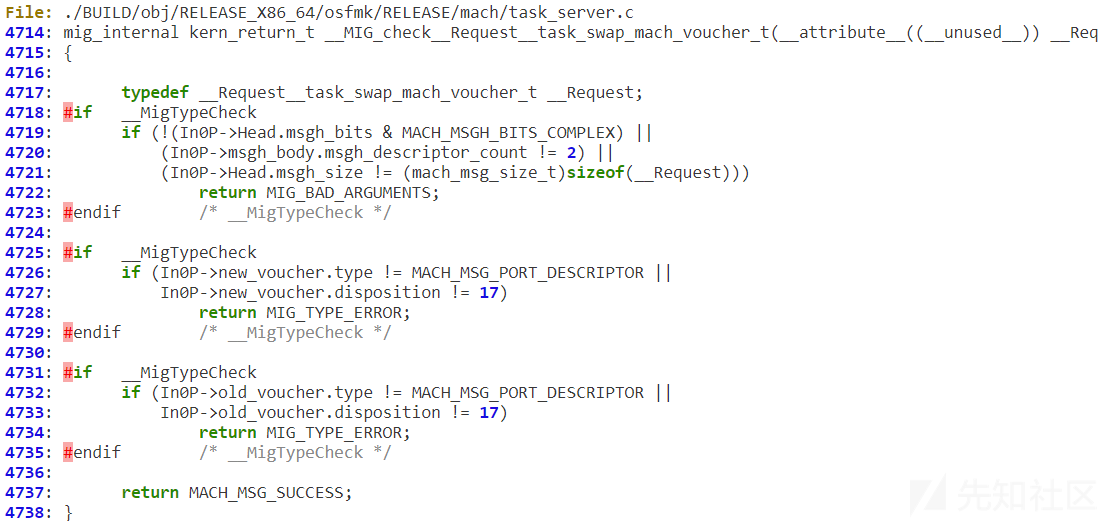 File: ./BUILD/obj/RELEASE_X86_64/osfmk/RELEASE/mach/task_server.c
4714: mig_internal kern_return_t __MIG_check__Request__task_swap_mach_voucher_t(__attribute__((__unused__)) __Req
4715: {
4716:
4717: typedef __Request__task_swap_mach_voucher_t __Request;
4718: #if __MigTypeCheck
4719: if (!(In0P->Head.msgh_bits & MACH_MSGH_BITS_COMPLEX) ||
4720: (In0P->msgh_body.msgh_descriptor_count != 2) ||
4721: (In0P->Head.msgh_size != (mach_msg_size_t)sizeof(__Request)))
4722: return MIG_BAD_ARGUMENTS;
4723: #endif /* __MigTypeCheck */
4724:
4725: #if __MigTypeCheck
4726: if (In0P->new_voucher.type != MACH_MSG_PORT_DESCRIPTOR ||
4727: In0P->new_voucher.disposition != 17)
4728: return MIG_TYPE_ERROR;
4729: #endif /* __MigTypeCheck */
4730:
4731: #if __MigTypeCheck
4732: if (In0P->old_voucher.type != MACH_MSG_PORT_DESCRIPTOR ||
4733: In0P->old_voucher.disposition != 17)
4734: return MIG_TYPE_ERROR;
4735: #endif /* __MigTypeCheck */
4736:
4737: return MACH_MSG_SUCCESS;
4738: }
先知社区